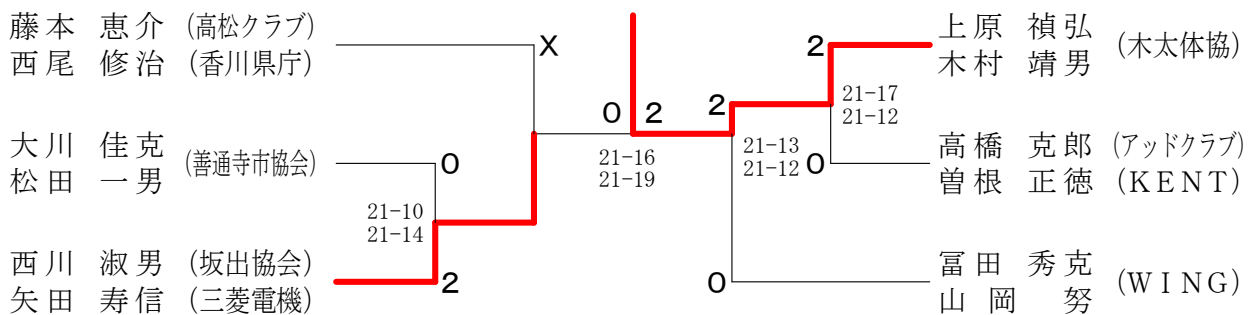 藤本 恵介 (高松クラブ)
西尾 修治 (香川県庁)
X
大川 佳克
松田 一男
(善通寺市協会)
0
21-10
21-14
西川 淑男 (坂出協会)
矢田 寿信 (三菱電機)
2
0 2
21-16
21-19
上原 禎弘
木村 靖男
(木太体協)
2
21-17
21-12
2
21-13
21-12
高橋 克郎 (アッドクラブ)
曽根 正徳 (KENT)
0
冨田 秀克
山岡 努
(WING)
0